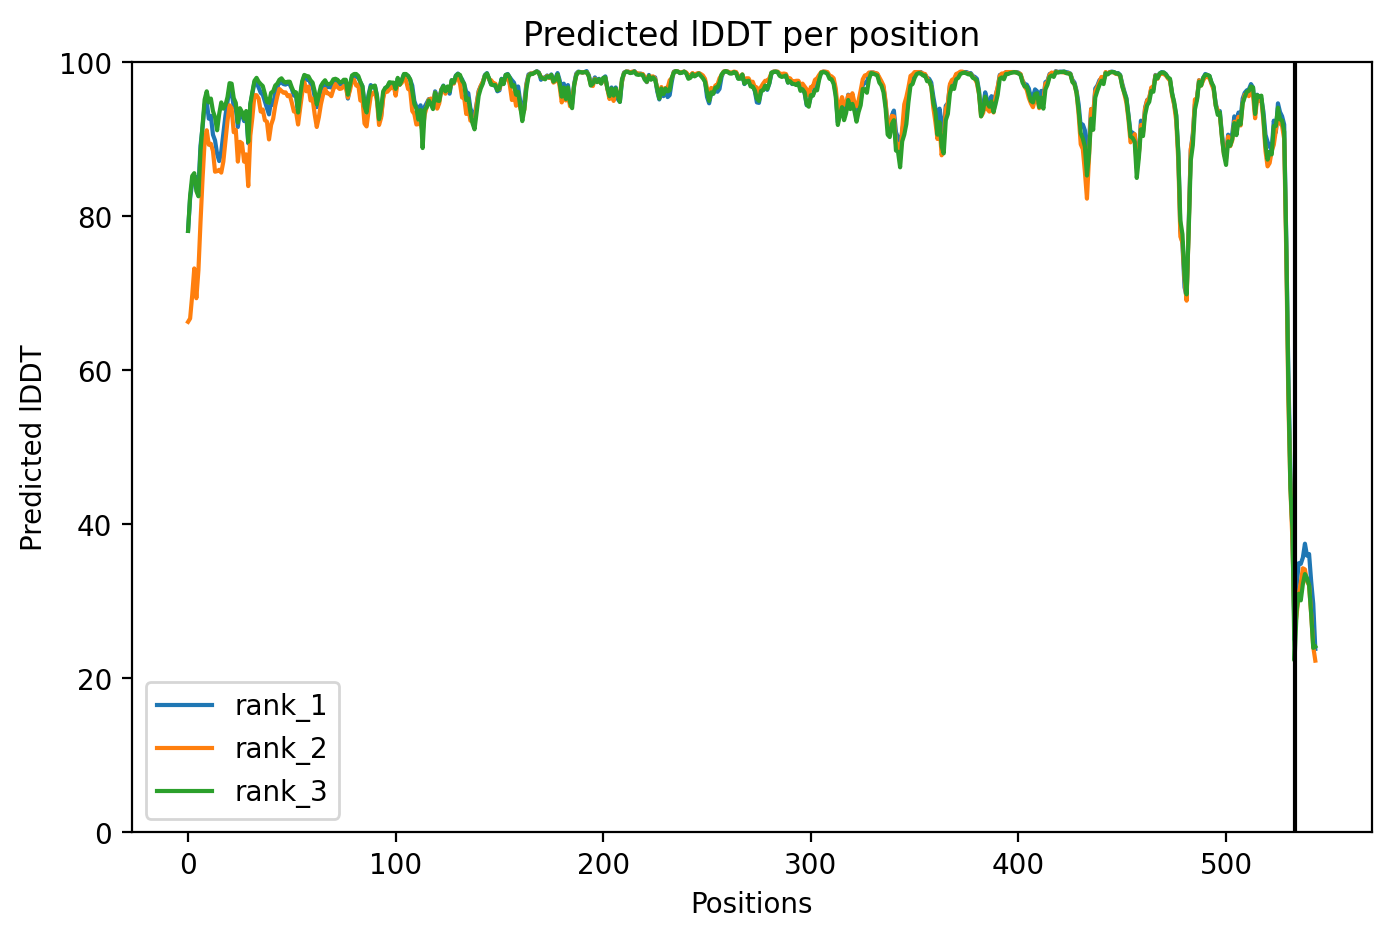 Predicted lDDT per position
100
80
60
40
20
0
Predicted lDDT
rank_1
rank_2
rank_3
0 100 200 300 400 500
Positions